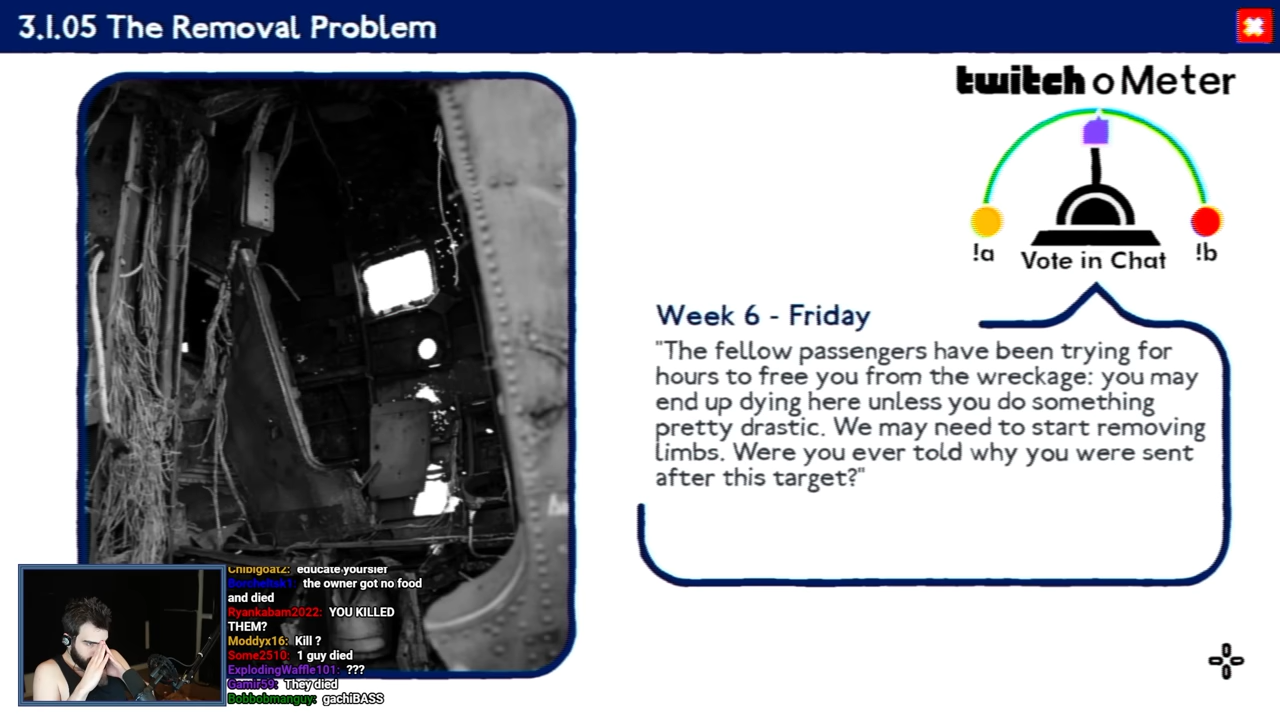 3.1.05 The Removal Problem
twitch o Meter
!a
Vote in Chat
!b
Week 6 - Friday
"The fellow passengers have been trying for
hours to free you from the wreckage: you may
end up dying here unless you do something
pretty drastic. We may need to start removing
limbs. Were you ever told why you were sent
after this target?"
Chibigoat2: educate yourslef
the owner got no food
and died
Ryankabam2022: YOU KILLED
THEM?
Moddyx16: Kill ?
Some2510: 1 guy died
ExplodingWaffle101: ???
Gamir59: They died
Bobbobmanguy: gachiBASS